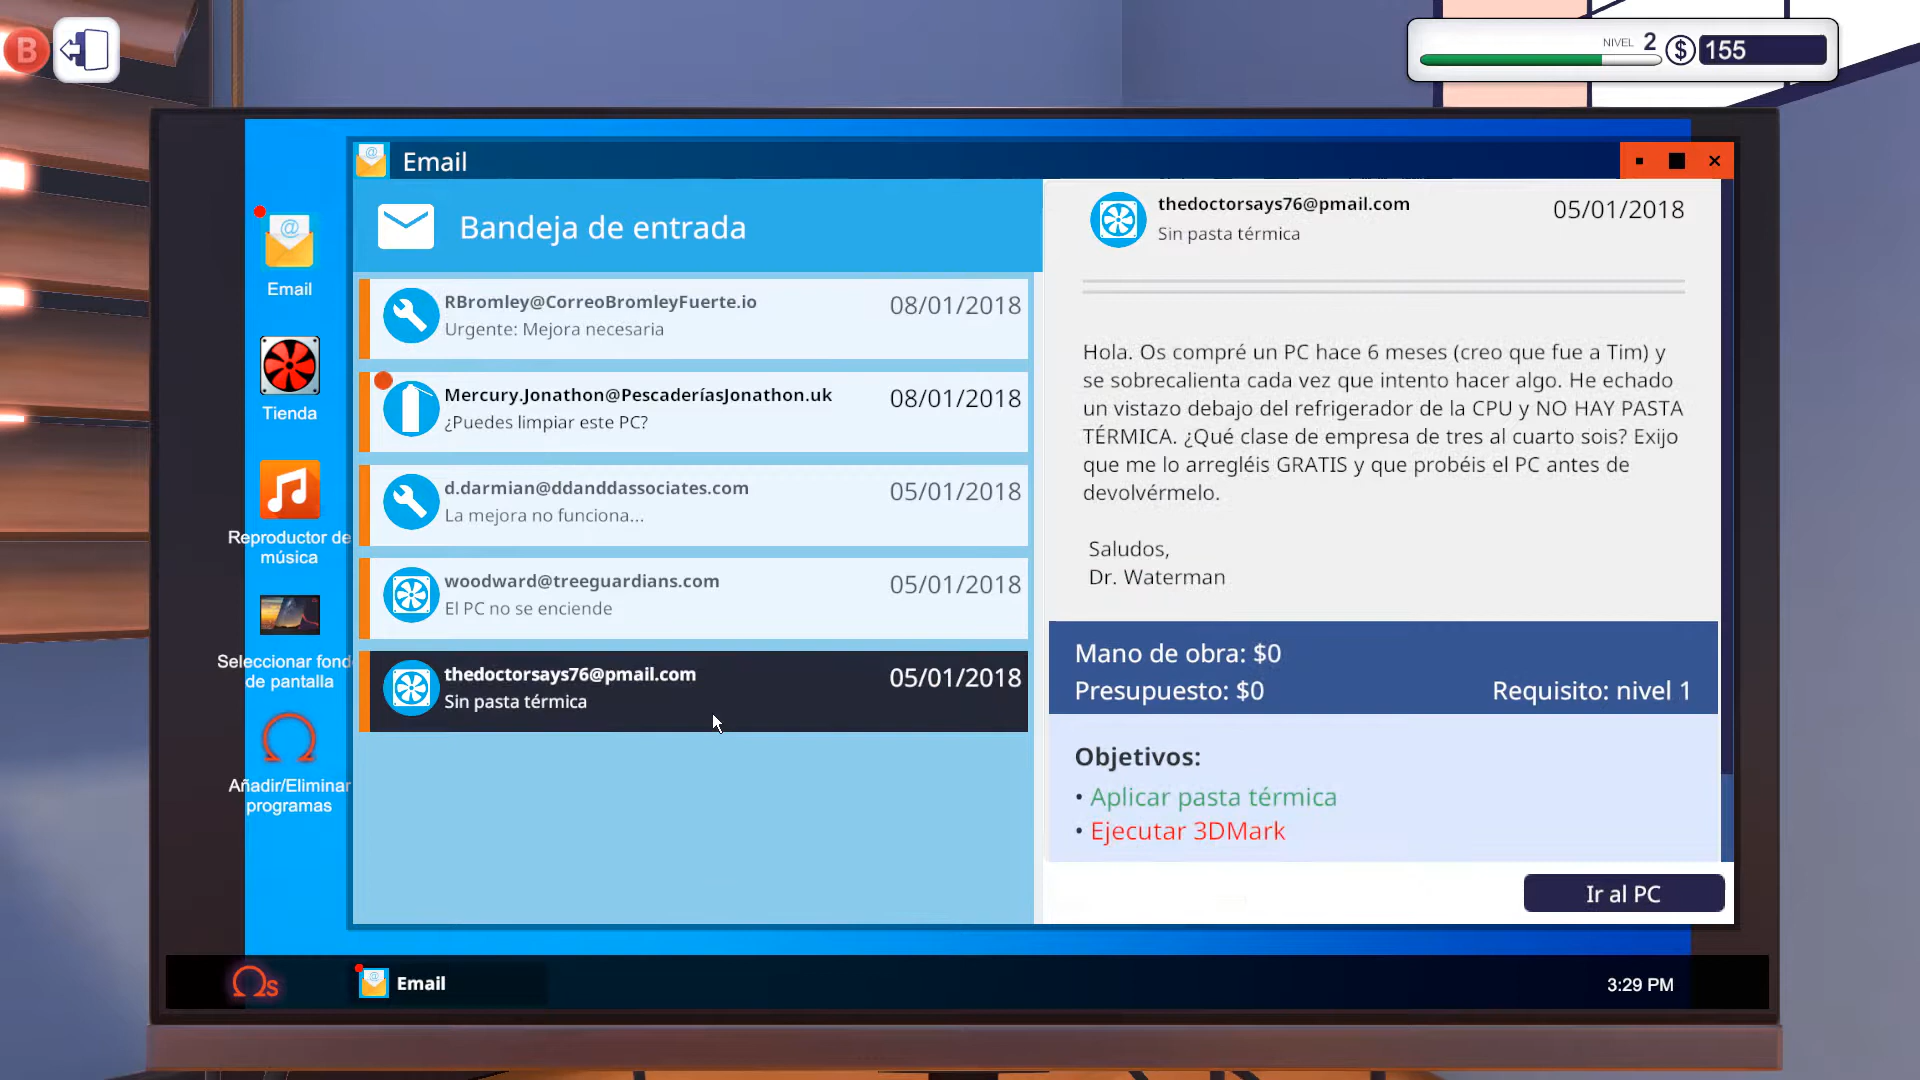 B
NIVEL 2
$ 155
Email
Bandeja de entrada
RBromley@CorreoBromleyFuerte.io
08/01/2018
Urgente: Mejora necesaria
Mercury.Jonathon@PescaderíasJonathon.uk
08/01/2018
¿Puedes limpiar este PC?
d.darmian@ddanddassociates.com
05/01/2018
La mejora no funciona...
woodward@treeguardians.com
05/01/2018
El PC no se enciende
thedoctorsays76@pmail.com
05/01/2018
Sin pasta térmica
thedoctorsays76@pmail.com
05/01/2018
Sin pasta térmica
Hola. Os compré un PC hace 6 meses (creo que fue a Tim) y
se sobrecalienta cada vez que intento hacer algo. He echado
un vistazo debajo del refrigerador de la CPU y NO HAY PASTA
TÉRMICA. ¿Qué clase de empresa de tres al cuarto sois? Exijo
que me lo arregléis GRATIS y que probéis el PC antes de
devolvérmelo.
Saludos,
Dr. Waterman
Mano de obra: $0
Presupuesto: $0
Requisito: nivel 1
Objetivos:
• Aplicar pasta térmica
• Ejecutar 3DMark
Ir al PC
Email
Tienda
Reproductor de
música
Seleccionar fond
de pantalla
Añadir/Eliminar
programas
Ωs
Email
3:29 PM